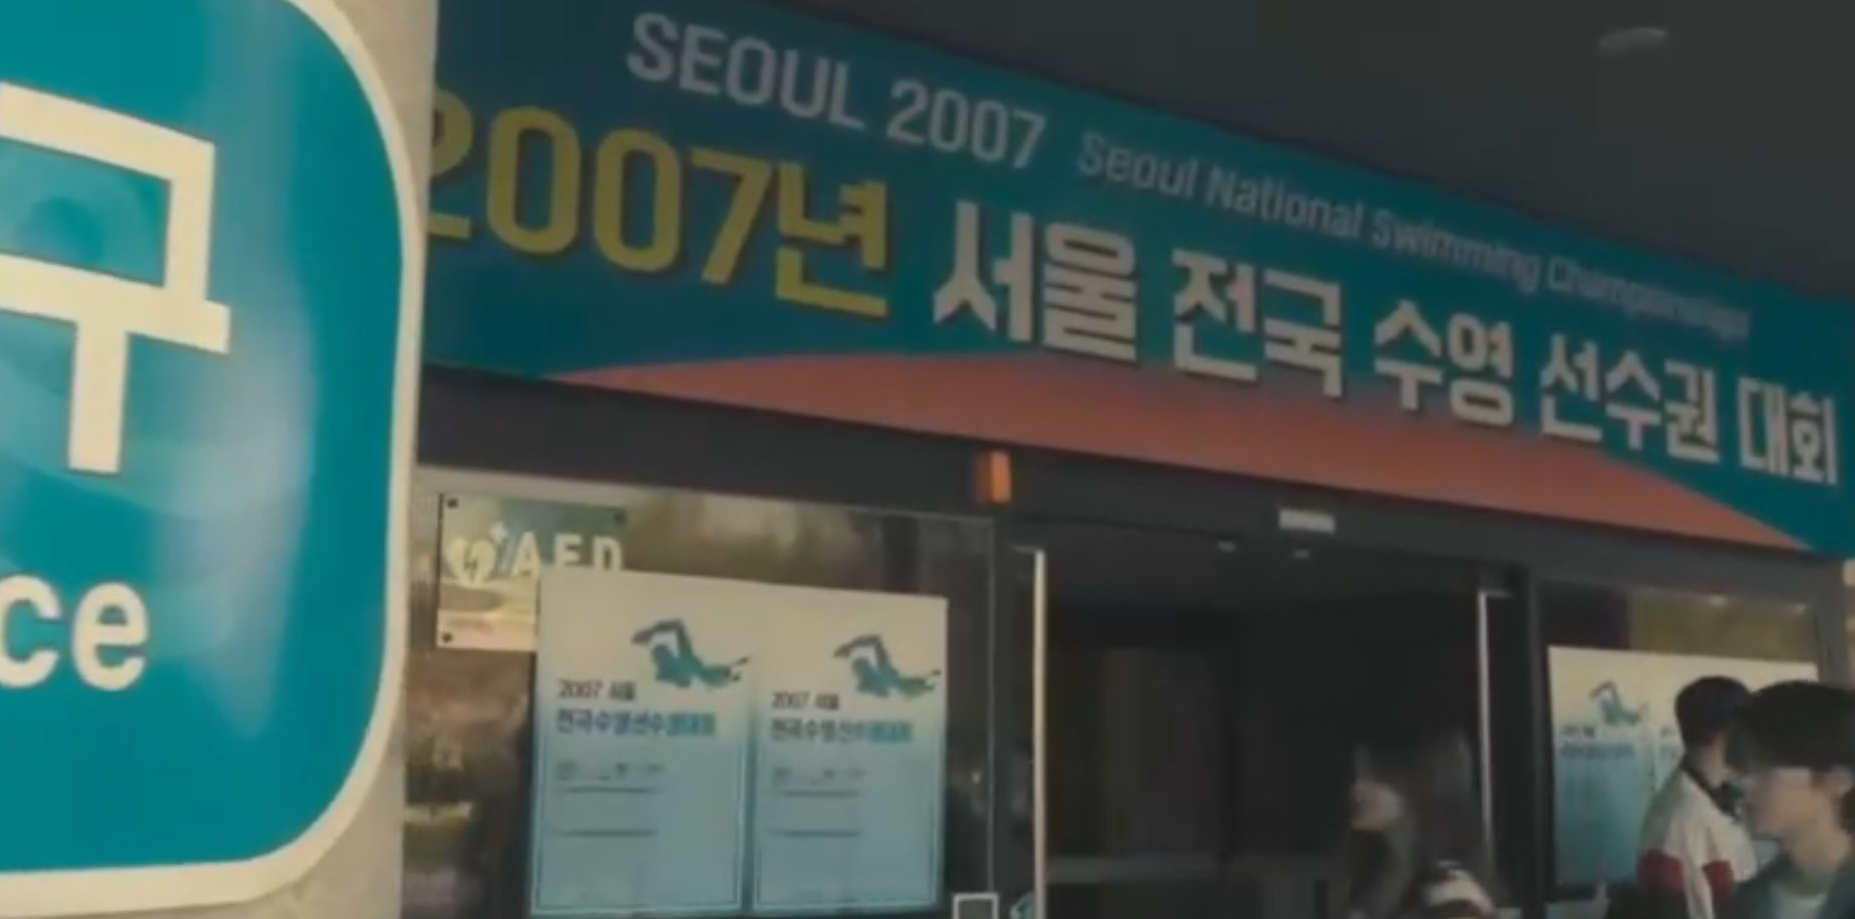 구
ce
SEOUL 2007 Seoul National Swimming Championships
2007년 서울 전국 수영 선수권 대회
AED
2007 서울
전국수영선수권대회
2007 서울
전국수영선수권대회